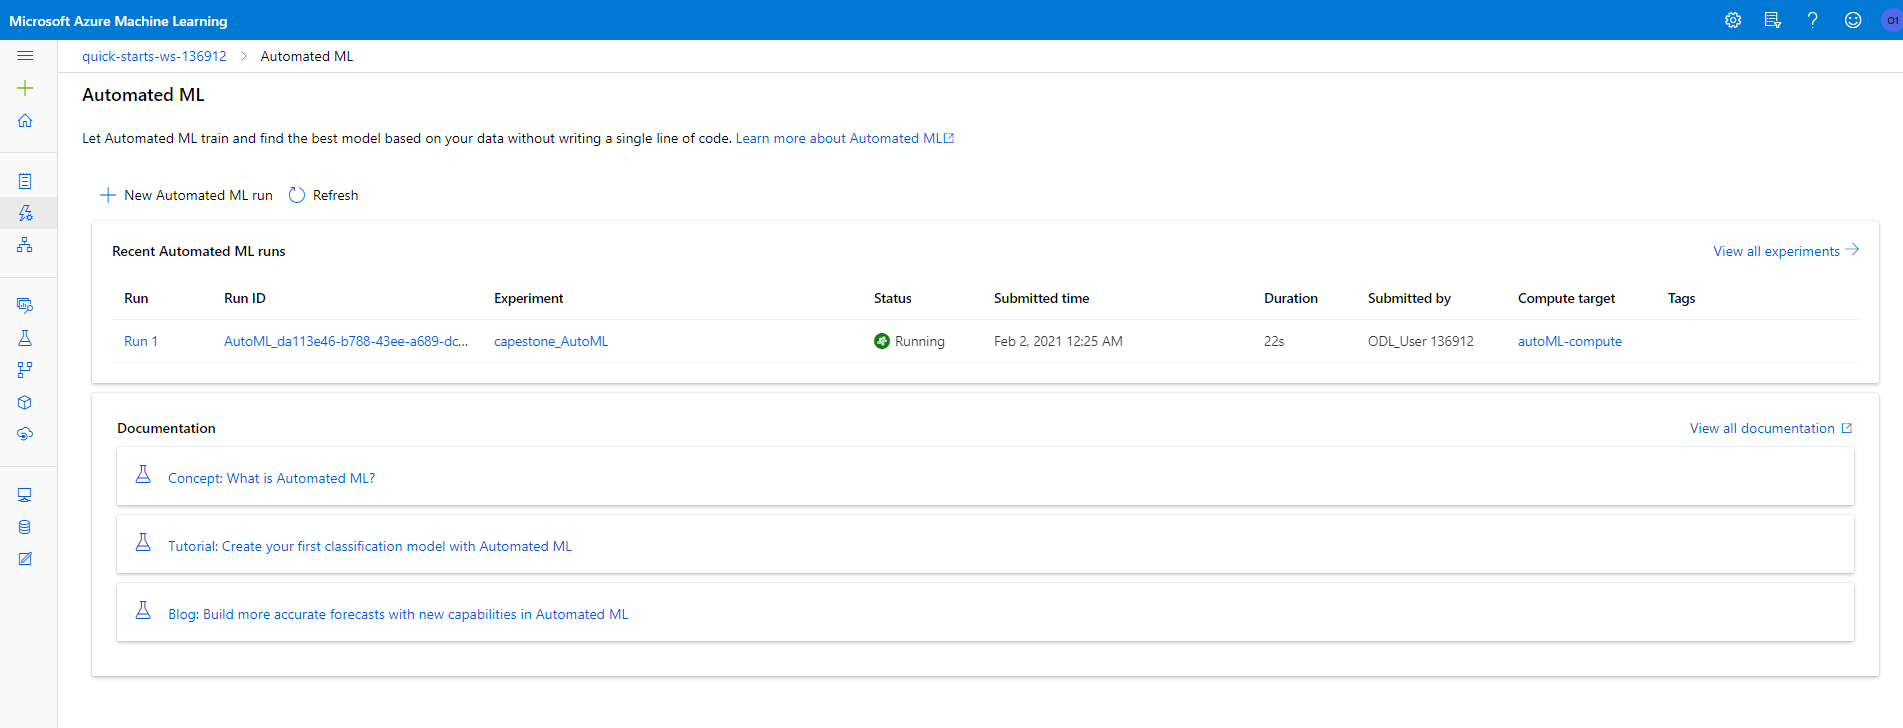 Microsoft Azure Machine Learning
O1
quick-starts-ws-136912 > Automated ML
Automated ML
Let Automated ML train and find the best model based on your data without writing a single line of code. Learn more about Automated ML
New Automated ML run Refresh
Recent Automated ML runs View all experiments
Run Run ID Experiment Status Submitted time Duration Submitted by Compute target Tags
Run 1 AutoML_da113e46-b788-43ee-a689-dc... capestone_AutoML Running Feb 2, 2021 12:25 AM 22s ODL_User 136912 autoML-compute
Documentation View all documentation
Concept: What is Automated ML?
Tutorial: Create your first classification model with Automated ML
Blog: Build more accurate forecasts with new capabilities in Automated ML